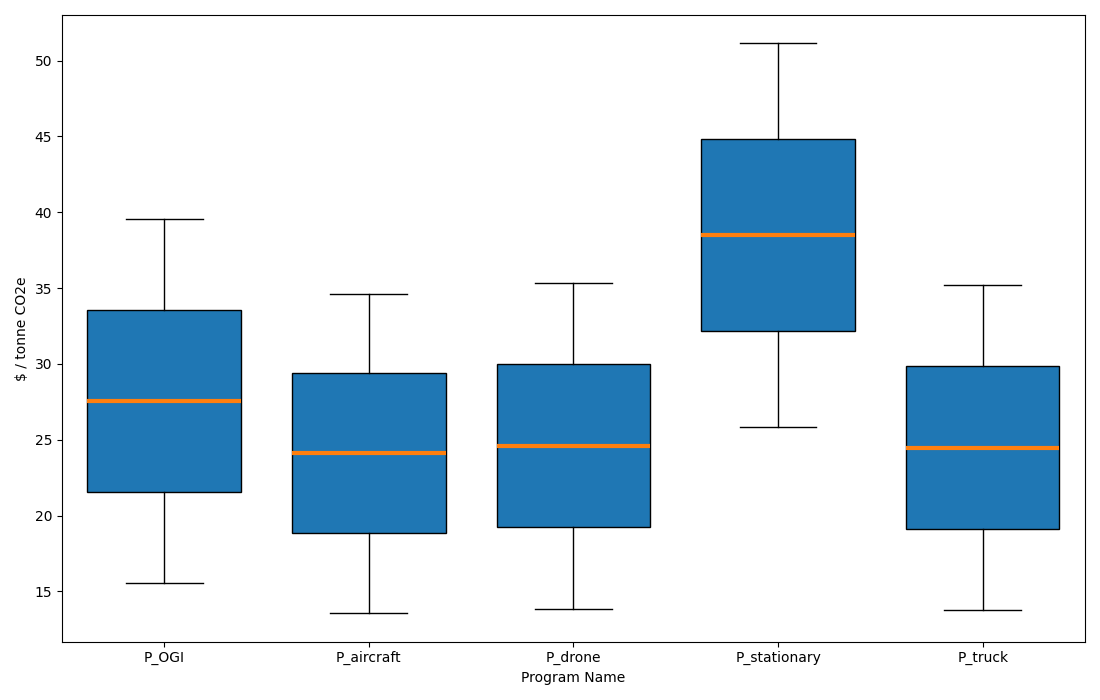 $ / tonne CO2e
50
45
40
35
30
25
20
15
P_OGI
P_aircraft
P_drone
P_stationary
P_truck
Program Name